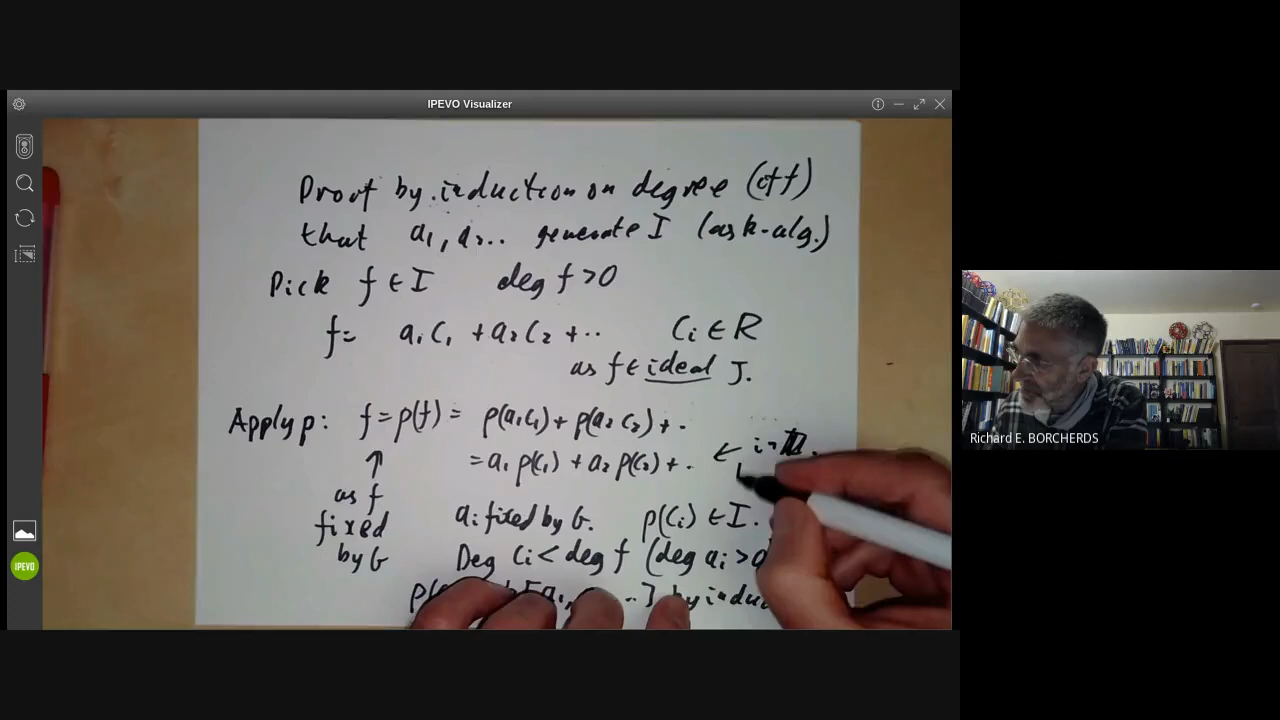 IPEVO Visualizer
Proof by induction on degree (of f)
that a₁, a₂.. generate I (as k-alg.)
Pick f ∈ I deg f > 0
f = a₁C₁ + a₂C₂ + .. Cᵢ ∈ R
as f ∈ ideal J.
Apply ρ: f = ρ(f) = ρ(a₁C₁) + ρ(a₂C₂) + .
= a₁ρ(C₁) + a₂ρ(C₂) + . ←
↑
as f
fixed
by G
aᵢ fixed by G. ρ(Cᵢ) ∈ I.
Deg Cᵢ < deg f (deg aᵢ > 0
by induc
Richard E. BORCHERDS
IPEVO